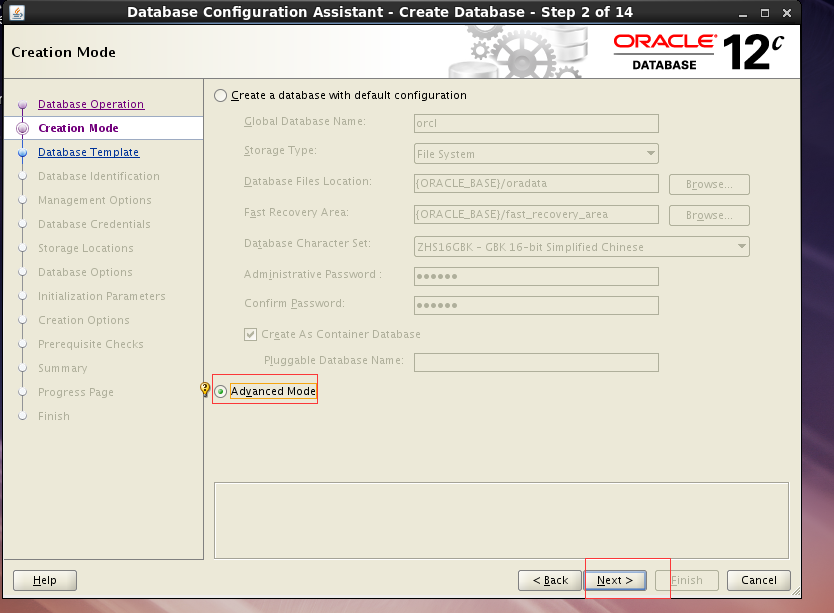 Database Configuration Assistant - Create Database - Step 2 of 14
Creation Mode
ORACLE
DATABASE
12c
Database Operation
Creation Mode
Database Template
Database Identification
Management Options
Database Credentials
Storage Locations
Database Options
Initialization Parameters
Creation Options
Prerequisite Checks
Summary
Progress Page
Finish
Create a database with default configuration
Global Database Name: orcl
Storage Type: File System
Database Files Location: {ORACLE_BASE}/oradata Browse...
Fast Recovery Area: {ORACLE_BASE}/fast_recovery_area Browse...
Database Character Set: ZHS16GBK - GBK 16-bit Simplified Chinese
Administrative Password :
Confirm Password:
Create As Container Database
Pluggable Database Name:
Advanced Mode
Help < Back Next > Finish Cancel